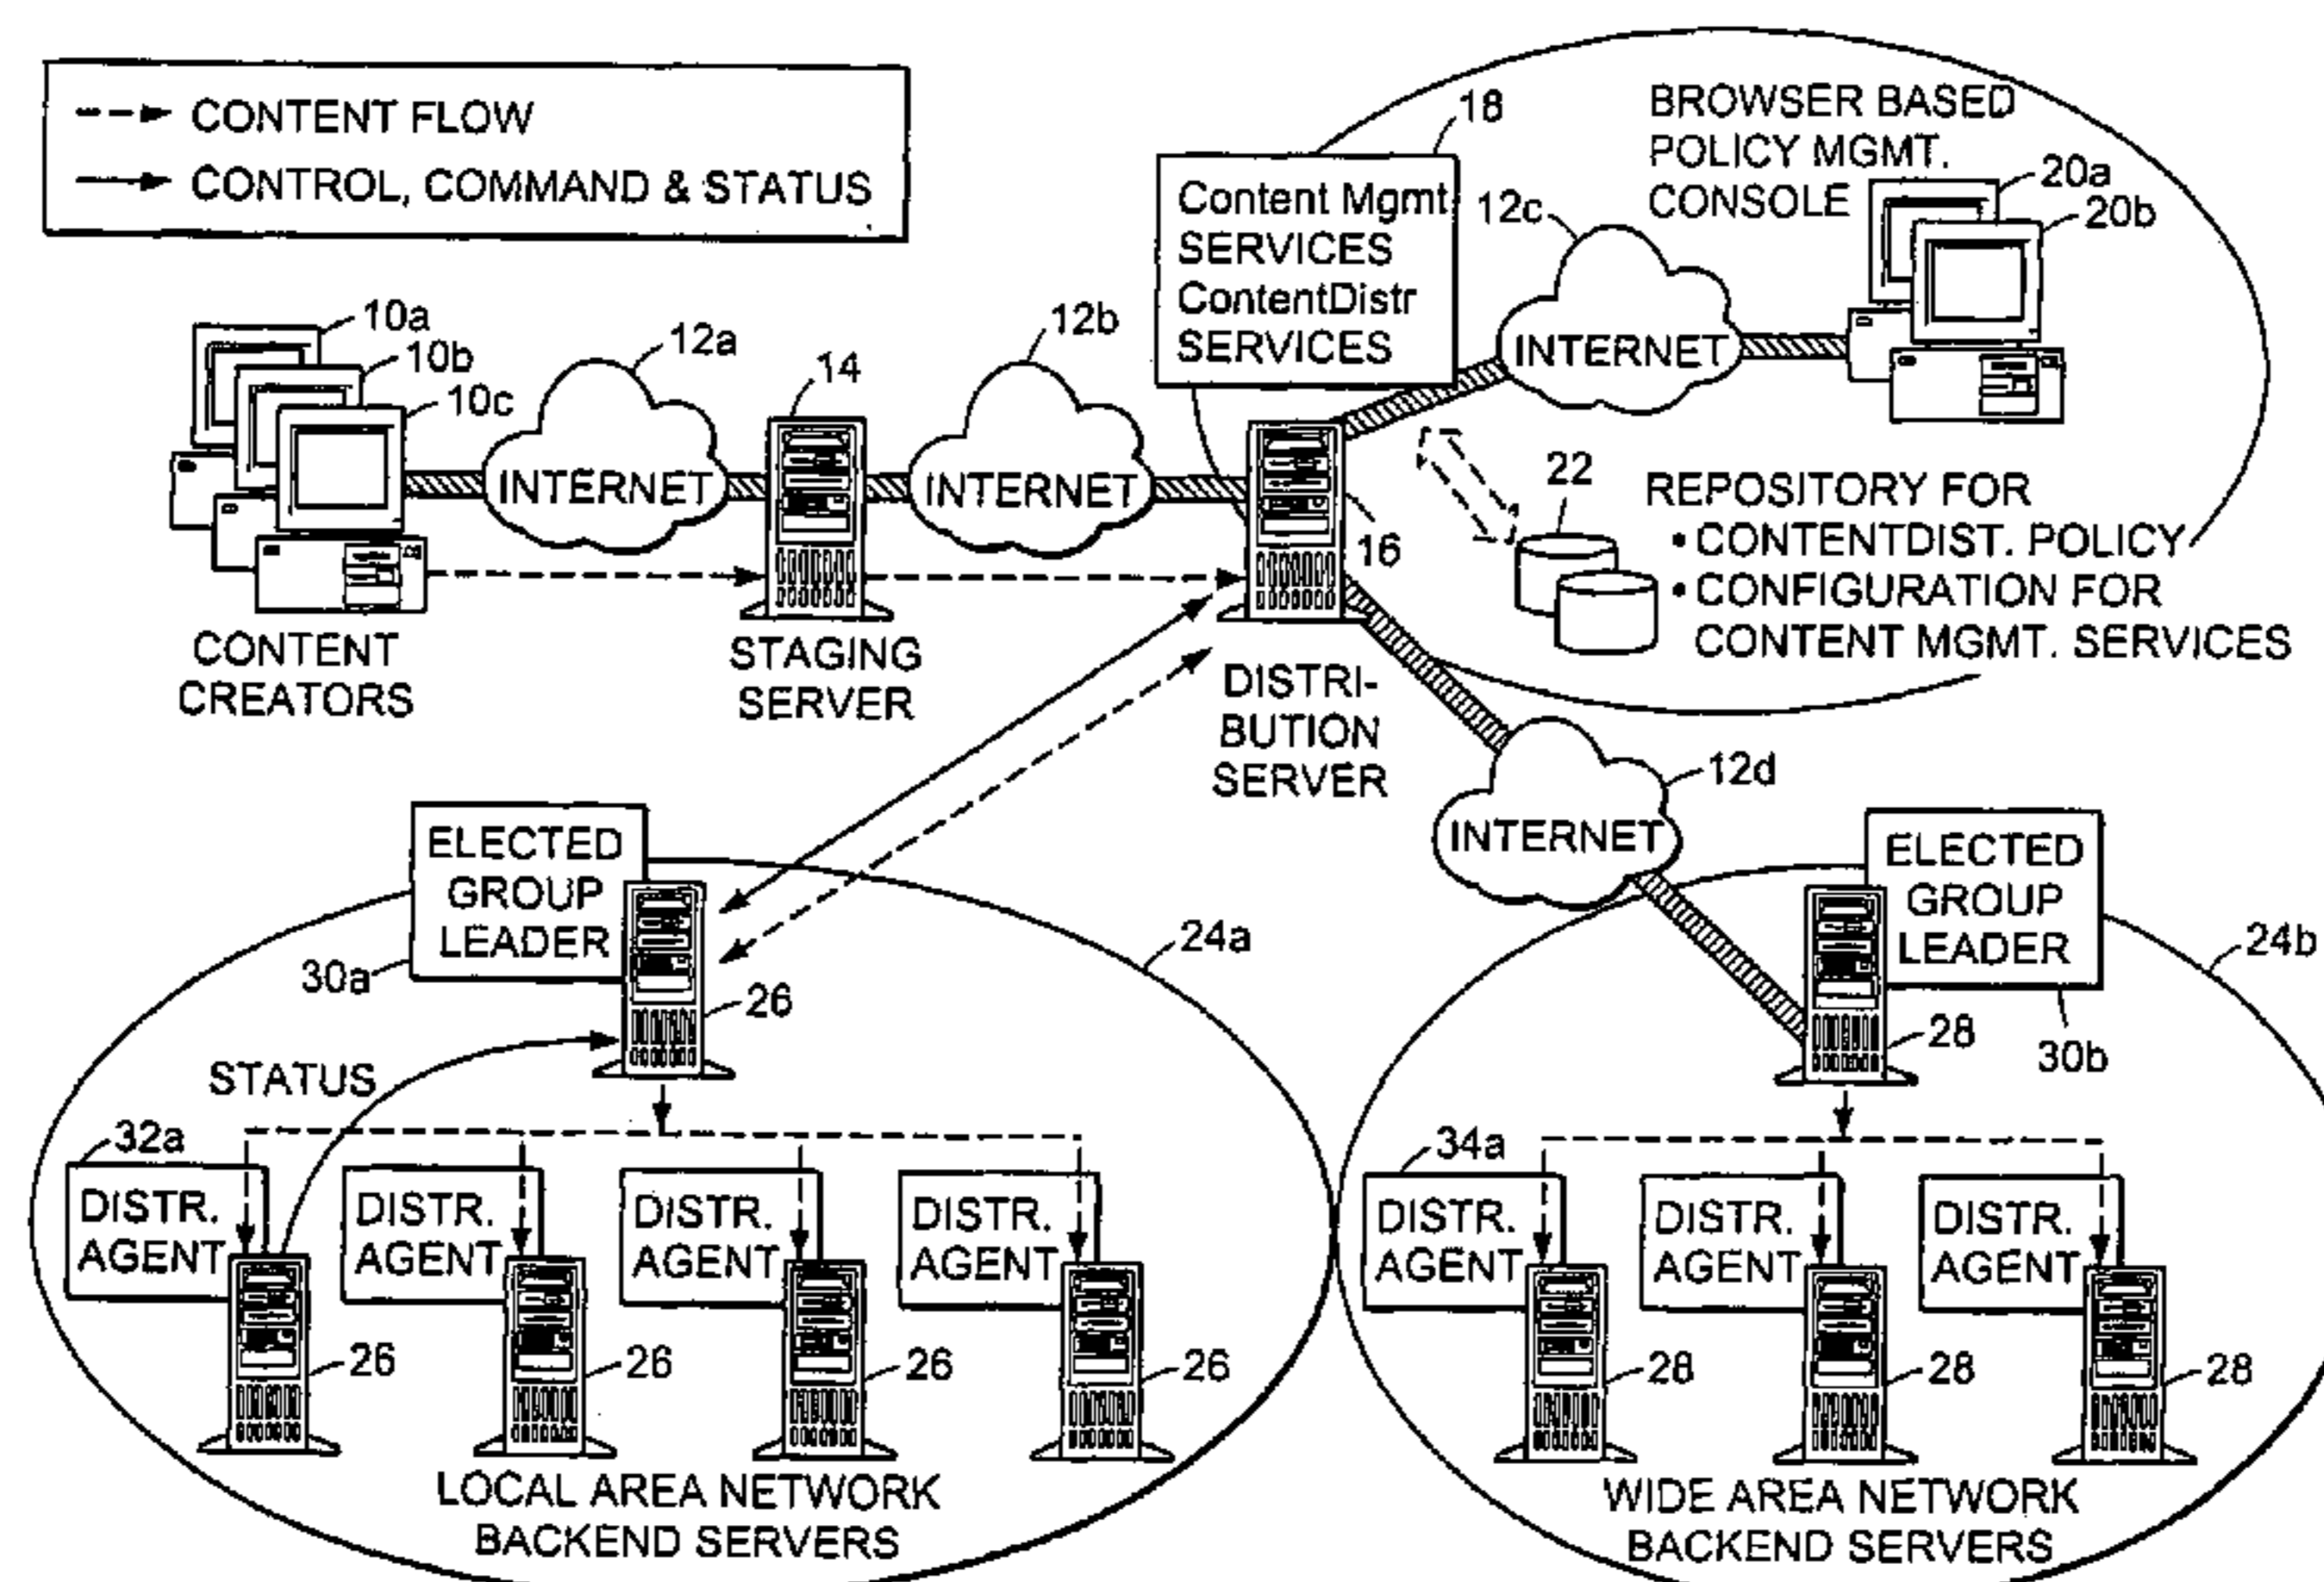 CONTENT FLOW
CONTROL, COMMAND & STATUS
18
Content Mgmt
SERVICES
ContentDistr
SERVICES
BROWSER BASED
POLICY MGMT.
CONSOLE
20a
20b
12c
INTERNET
10a
10b
10c
12a
INTERNET
14
12b
INTERNET
16
22
REPOSITORY FOR
• CONTENTDIST. POLICY
• CONFIGURATION FOR
CONTENT MGMT. SERVICES
CONTENT
CREATORS
STAGING
SERVER
DISTRI-
BUTION
SERVER
12d
INTERNET
ELECTED
GROUP
LEADER
30a
26
24a
ELECTED
GROUP
LEADER
24b
28
30b
STATUS
32a
DISTR.
AGENT
26
DISTR.
AGENT
26
DISTR.
AGENT
26
DISTR.
AGENT
26
LOCAL AREA NETWORK
BACKEND SERVERS
34a
DISTR.
AGENT
28
DISTR.
AGENT
28
DISTR.
AGENT
28
WIDE AREA NETWORK
BACKEND SERVERS